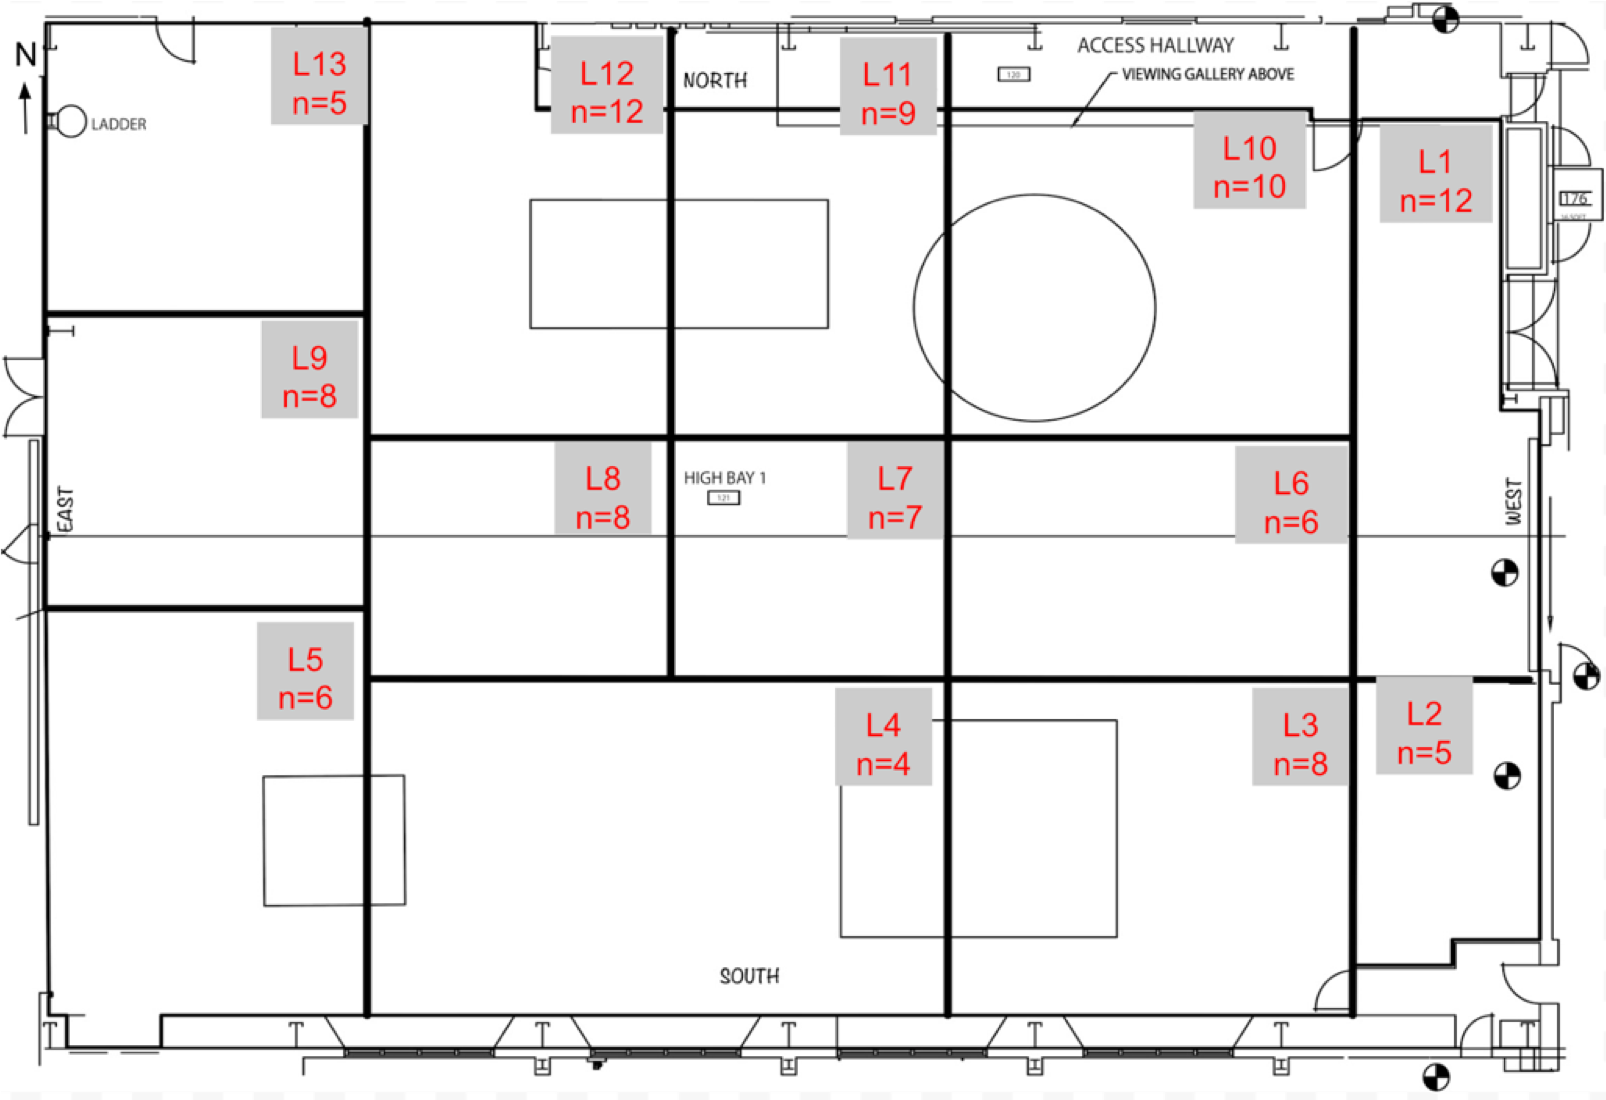 N
L13
n=5
L12
n=12
NORTH
L11
n=9
ACCESS HALLWAY
120
VIEWING GALLERY ABOVE
LADDER
L10
n=10
L1
n=12
176
L9
n=8
EAST
L8
n=8
HIGH BAY 1
121
L7
n=7
L6
n=6
WEST
L5
n=6
L4
n=4
L3
n=8
L2
n=5
SOUTH